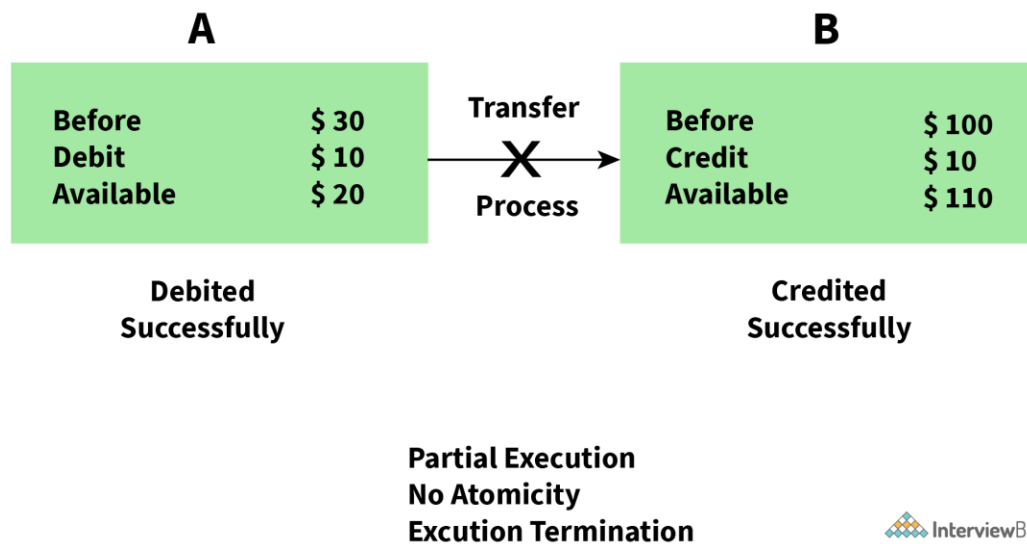 A
B
Before $ 30
Debit $ 10
Available $ 20
Transfer
X
Process
Before $ 100
Credit $ 10
Available $ 110
Debited
Successfully
Credited
Successfully
Partial Execution
No Atomicity
Excution Termination
InterviewB